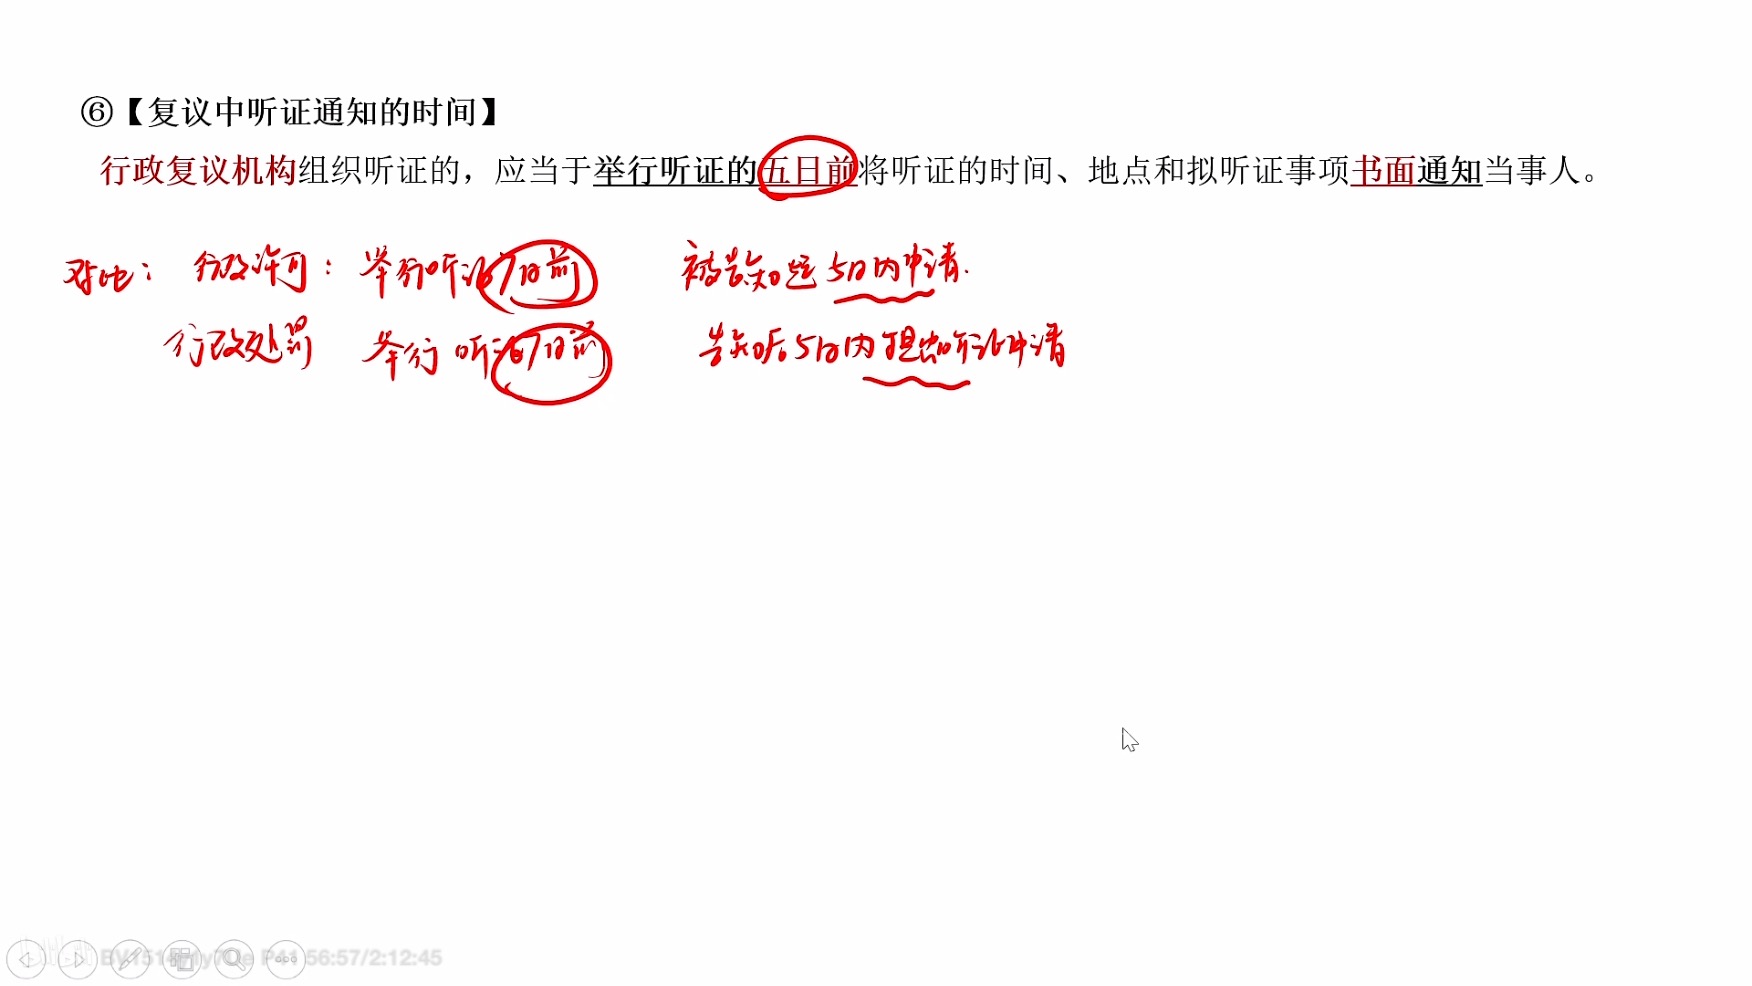 ⑥【复议中听证通知的时间】
行政复议机构组织听证的，应当于举行听证的五日前将听证的时间、地点和拟听证事项书面通知当事人。
对比：行政许可：举行听证7日前 被告知起5日内申请.
行政处罚 举行听证7日前 告知后5日内提出听证申请
P41 56:57/2:12:45